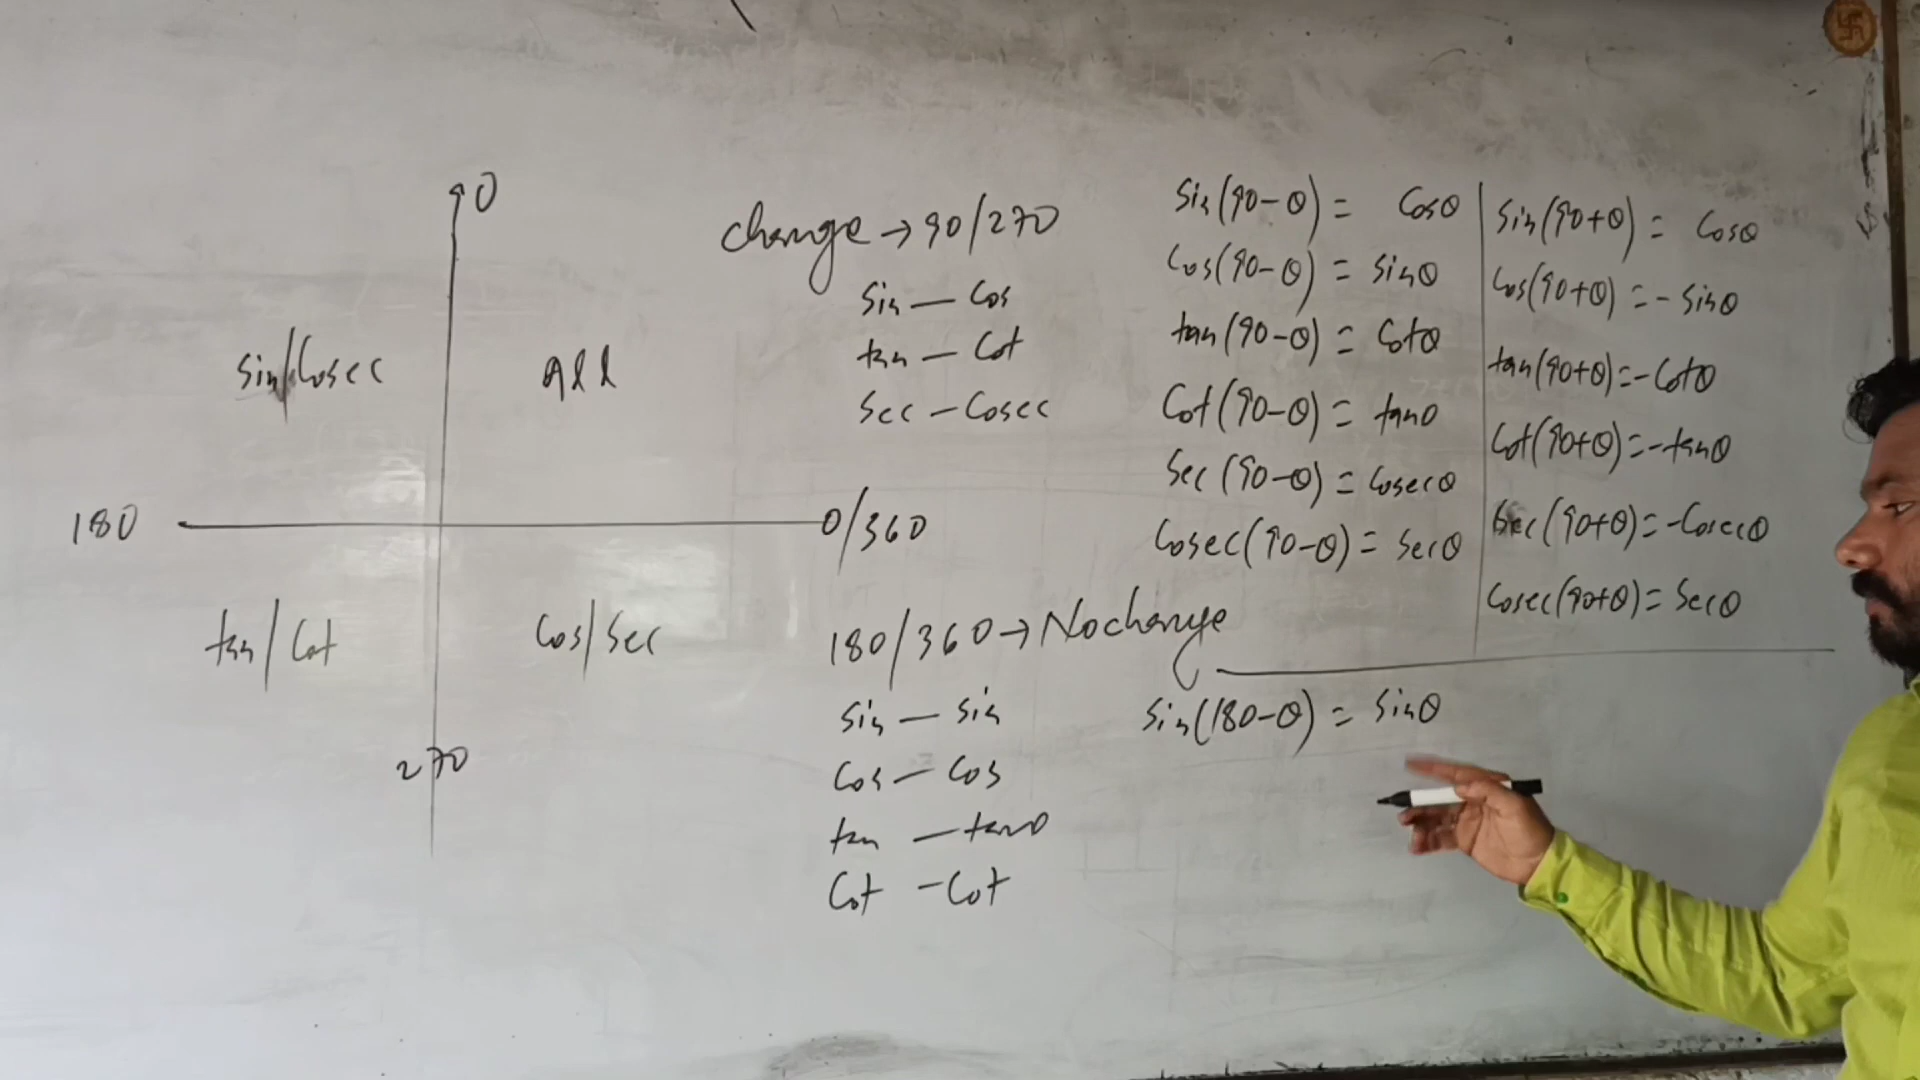 90
Sin/Cosec
All
180
0/360
tan/Cot
Cos/Sec
270
Change → 90/270
Sin — Cos
tan — Cot
Sec — Cosec
180/360 → No change
Sin — Sin
Cos — Cos
tan — tanθ
Cot — Cot
Sin(90-θ) = Cosθ
Cos(90-θ) = Sinθ
tan(90-θ) = Cotθ
Cot(90-θ) = tanθ
Sec(90-θ) = Cosecθ
Cosec(90-θ) = Secθ
Sin(90+θ) = Cosθ
Cos(90+θ) = -Sinθ
tan(90+θ) = -Cotθ
Cot(90+θ) = -tanθ
Sec(90+θ) = -Cosecθ
Cosec(90+θ) = Secθ
Sin(180-θ) = Sinθ